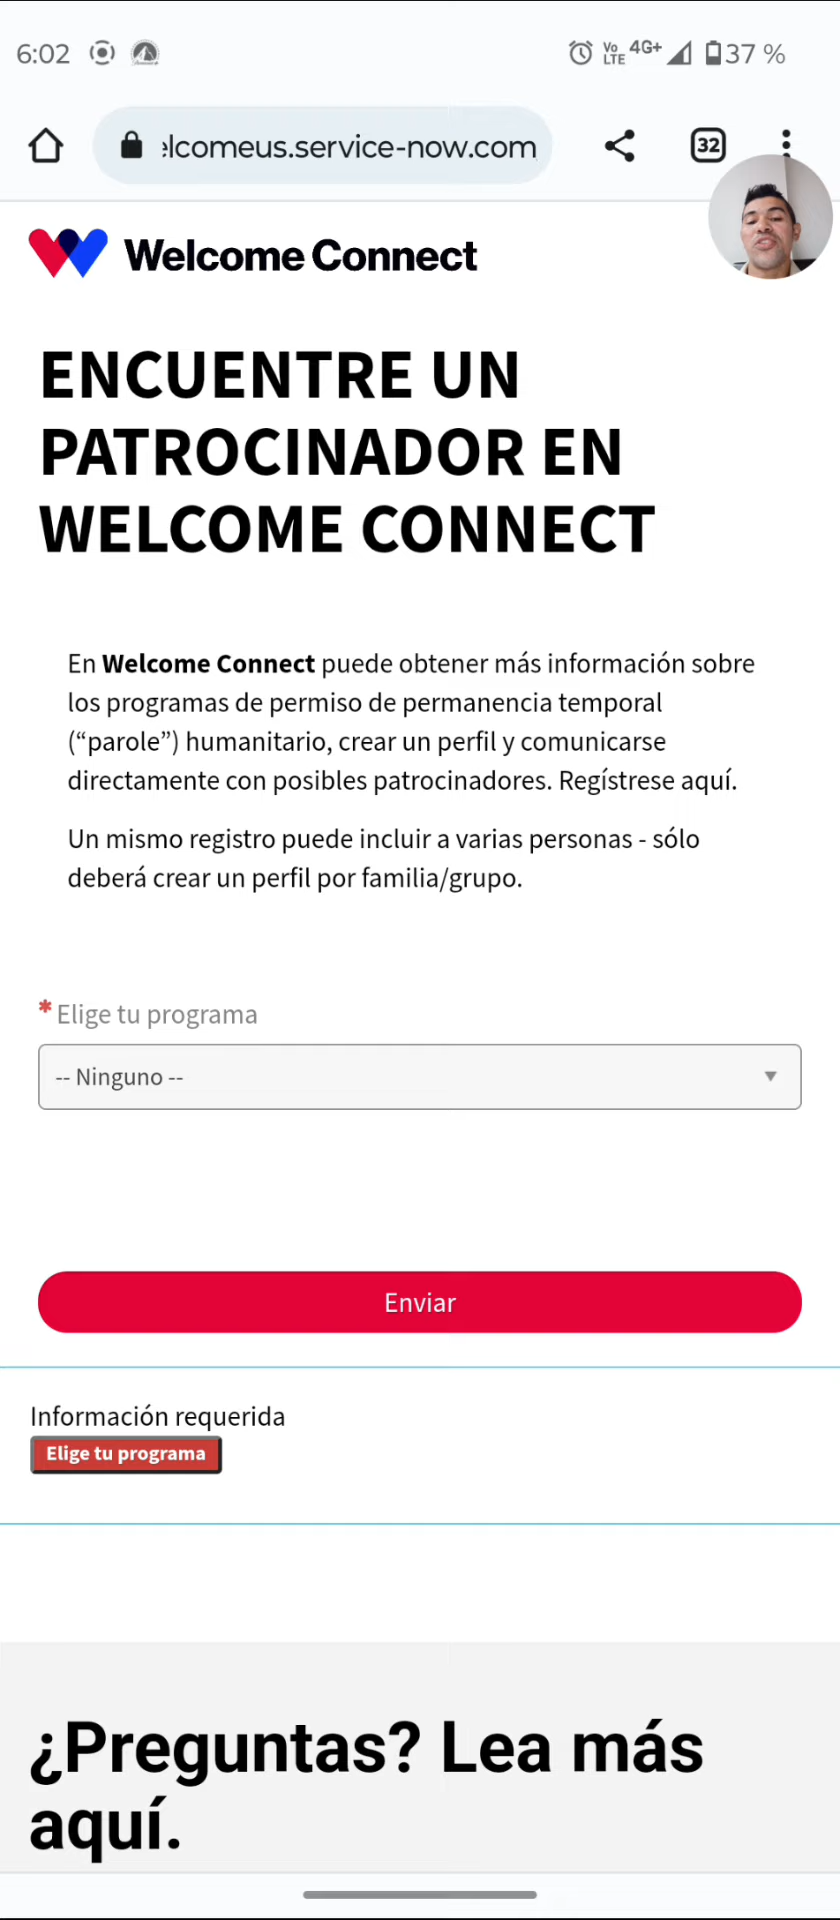 6:02
Vo LTE 4G+ 37 %
elcomeus.service-now.com
32
Welcome Connect
ENCUENTRE UN
PATROCINADOR EN
WELCOME CONNECT
En Welcome Connect puede obtener más información sobre
los programas de permiso de permanencia temporal
(“parole”) humanitario, crear un perfil y comunicarse
directamente con posibles patrocinadores. Regístrese aquí.
Un mismo registro puede incluir a varias personas - sólo
deberá crear un perfil por familia/grupo.
* Elige tu programa
-- Ninguno --
Enviar
Información requerida
Elige tu programa
¿Preguntas? Lea más
aquí.